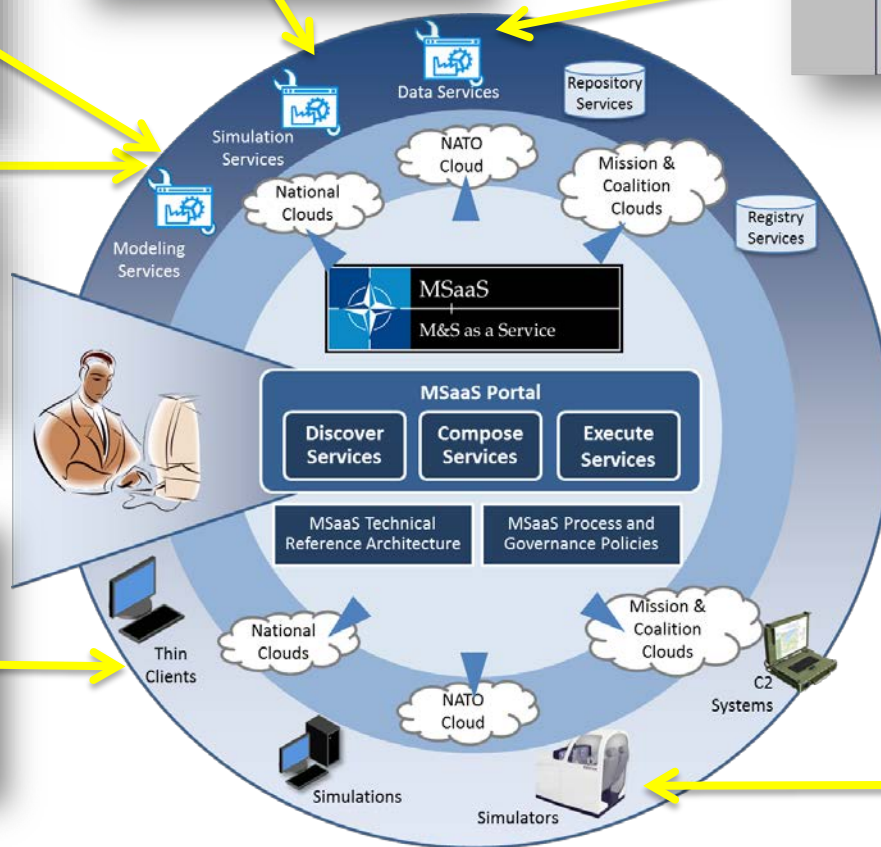 Data Services
Repository
Services
Simulation
Services
NATO
Cloud
Mission &
Coalition
Clouds
National
Clouds
Registry
Services
Modeling
Services
MSaaS
M&S as a Service
MSaaS Portal
Discover
Services
Compose
Services
Execute
Services
MSaaS Technical
Reference Architecture
MSaaS Process and
Governance Policies
National
Clouds
Mission &
Coalition
Clouds
Thin
Clients
NATO
Cloud
C2
Systems
Simulations
Simulators